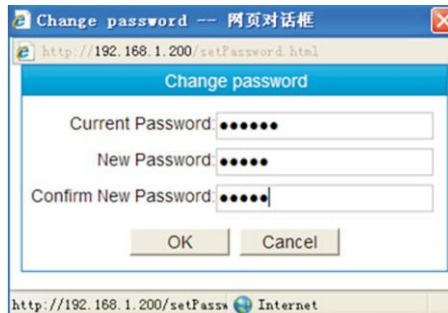 Change password -- 网页对话框
http://192.168.1.200/setPassword.html
Change password
Current Password: ●●●●●●
New Password: ●●●●●
Confirm New Password: ●●●●●
OK Cancel
http://192.168.1.200/setPassw Internet